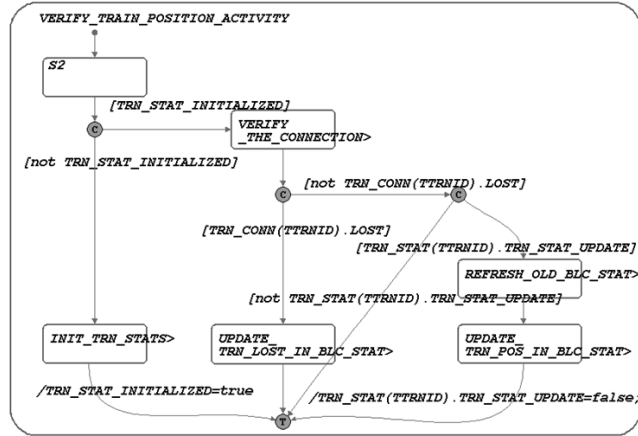 VERIFY_TRAIN_POSITION_ACTIVITY
S2
[TRN_STAT_INITIALIZED]
C
VERIFY
_THE_CONNECTION>
[not TRN_STAT_INITIALIZED]
[not TRN_CONN(TTRNID).LOST]
C
C
[TRN_CONN(TTRNID).LOST]
[TRN_STAT(TTRNID).TRN_STAT_UPDATE]
REFRESH_OLD_BLC_STAT>
[not TRN_STAT(TTRNID).TRN_STAT_UPDATE]
INIT_TRN_STATS>
UPDATE_
TRN_LOST_IN_BLC_STAT>
UPDATE_
TRN_POS_IN_BLC_STAT>
/TRN_STAT_INITIALIZED=true
/TRN_STAT(TTRNID).TRN_STAT_UPDATE=false;
T